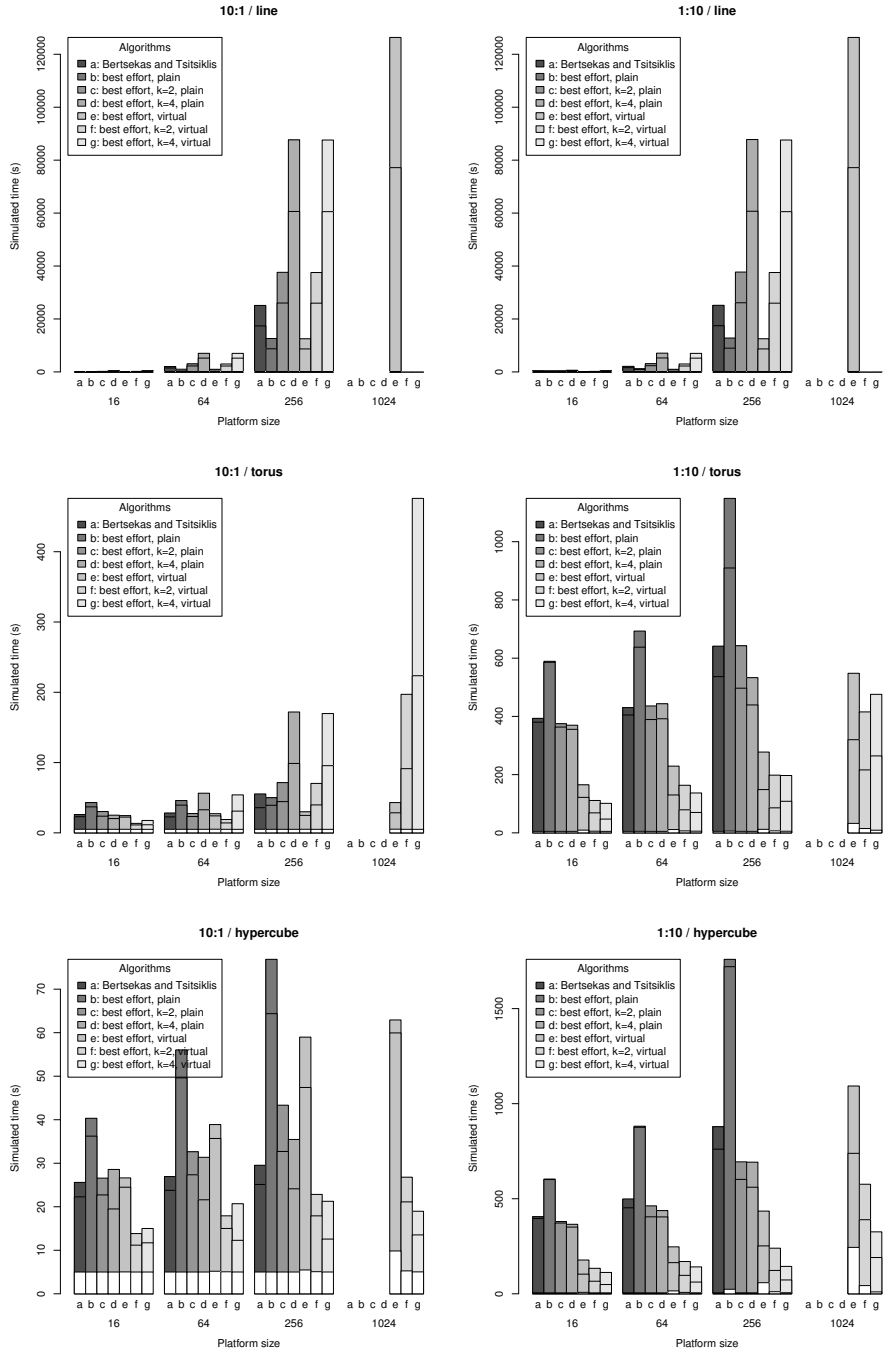 10:1 / line
Simulated time (s)
0
20000
40000
60000
80000
100000
120000
Algorithms
a: Bertsekas and Tsitsiklis
b: best effort, plain
c: best effort, k=2, plain
d: best effort, k=4, plain
e: best effort, virtual
f: best effort, k=2, virtual
g: best effort, k=4, virtual
a b c d e f g a b c d e f g a b c d e f g a b c d e f g
16 64 256 1024
Platform size
1:10 / line
Simulated time (s)
0
20000
40000
60000
80000
100000
120000
Algorithms
a: Bertsekas and Tsitsiklis
b: best effort, plain
c: best effort, k=2, plain
d: best effort, k=4, plain
e: best effort, virtual
f: best effort, k=2, virtual
g: best effort, k=4, virtual
a b c d e f g a b c d e f g a b c d e f g a b c d e f g
16 64 256 1024
Platform size
10:1 / torus
Simulated time (s)
0
100
200
300
400
Algorithms
a: Bertsekas and Tsitsiklis
b: best effort, plain
c: best effort, k=2, plain
d: best effort, k=4, plain
e: best effort, virtual
f: best effort, k=2, virtual
g: best effort, k=4, virtual
a b c d e f g a b c d e f g a b c d e f g a b c d e f g
16 64 256 1024
Platform size
1:10 / torus
Simulated time (s)
0
200
400
600
800
1000
Algorithms
a: Bertsekas and Tsitsiklis
b: best effort, plain
c: best effort, k=2, plain
d: best effort, k=4, plain
e: best effort, virtual
f: best effort, k=2, virtual
g: best effort, k=4, virtual
a b c d e f g a b c d e f g a b c d e f g a b c d e f g
16 64 256 1024
Platform size
10:1 / hypercube
Simulated time (s)
0
10
20
30
40
50
60
70
Algorithms
a: Bertsekas and Tsitsiklis
b: best effort, plain
c: best effort, k=2, plain
d: best effort, k=4, plain
e: best effort, virtual
f: best effort, k=2, virtual
g: best effort, k=4, virtual
a b c d e f g a b c d e f g a b c d e f g a b c d e f g
16 64 256 1024
Platform size
1:10 / hypercube
Simulated time (s)
0
500
1000
1500
Algorithms
a: Bertsekas and Tsitsiklis
b: best effort, plain
c: best effort, k=2, plain
d: best effort, k=4, plain
e: best effort, virtual
f: best effort, k=2, virtual
g: best effort, k=4, virtual
a b c d e f g a b c d e f g a b c d e f g a b c d e f g
16 64 256 1024
Platform size